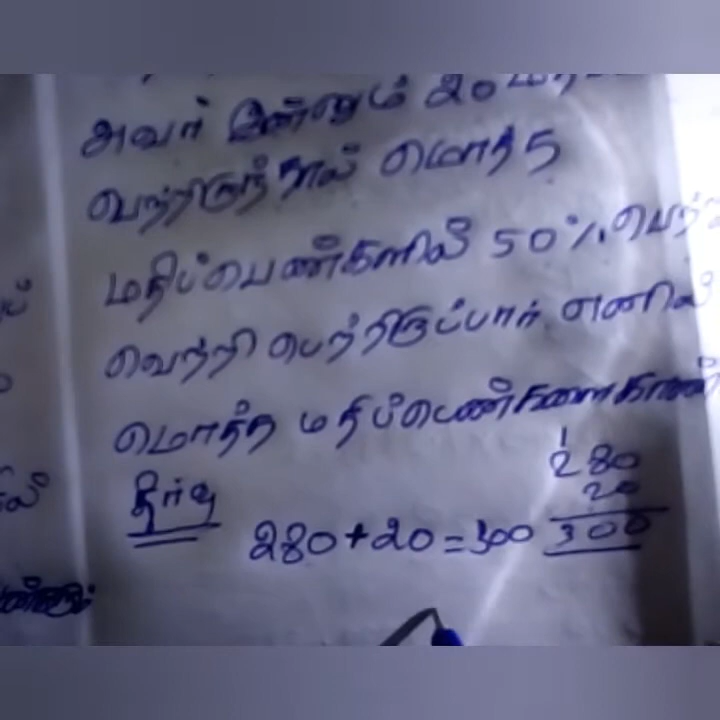 அவர் இன்னும் 20
பெற்றிருந்தால் மொத்த
மதிப்பெண்களில் 50%
வெற்றி பெற்றிருப்பார் எனில்
மொத்த மதிப்பெண்களை காண்
280
தீர்வு
20
280+20=300 300